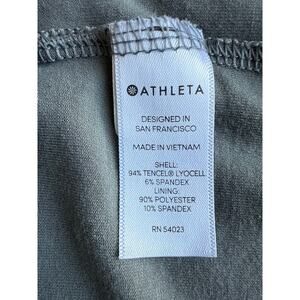 ATHLETA
DESIGNED IN
SAN FRANCISCO
MADE IN VIETNAM
SHELL:
94% TENCEL® LYOCELL
6% SPANDEX
LINING:
90% POLYESTER
10% SPANDEX
RN 54023